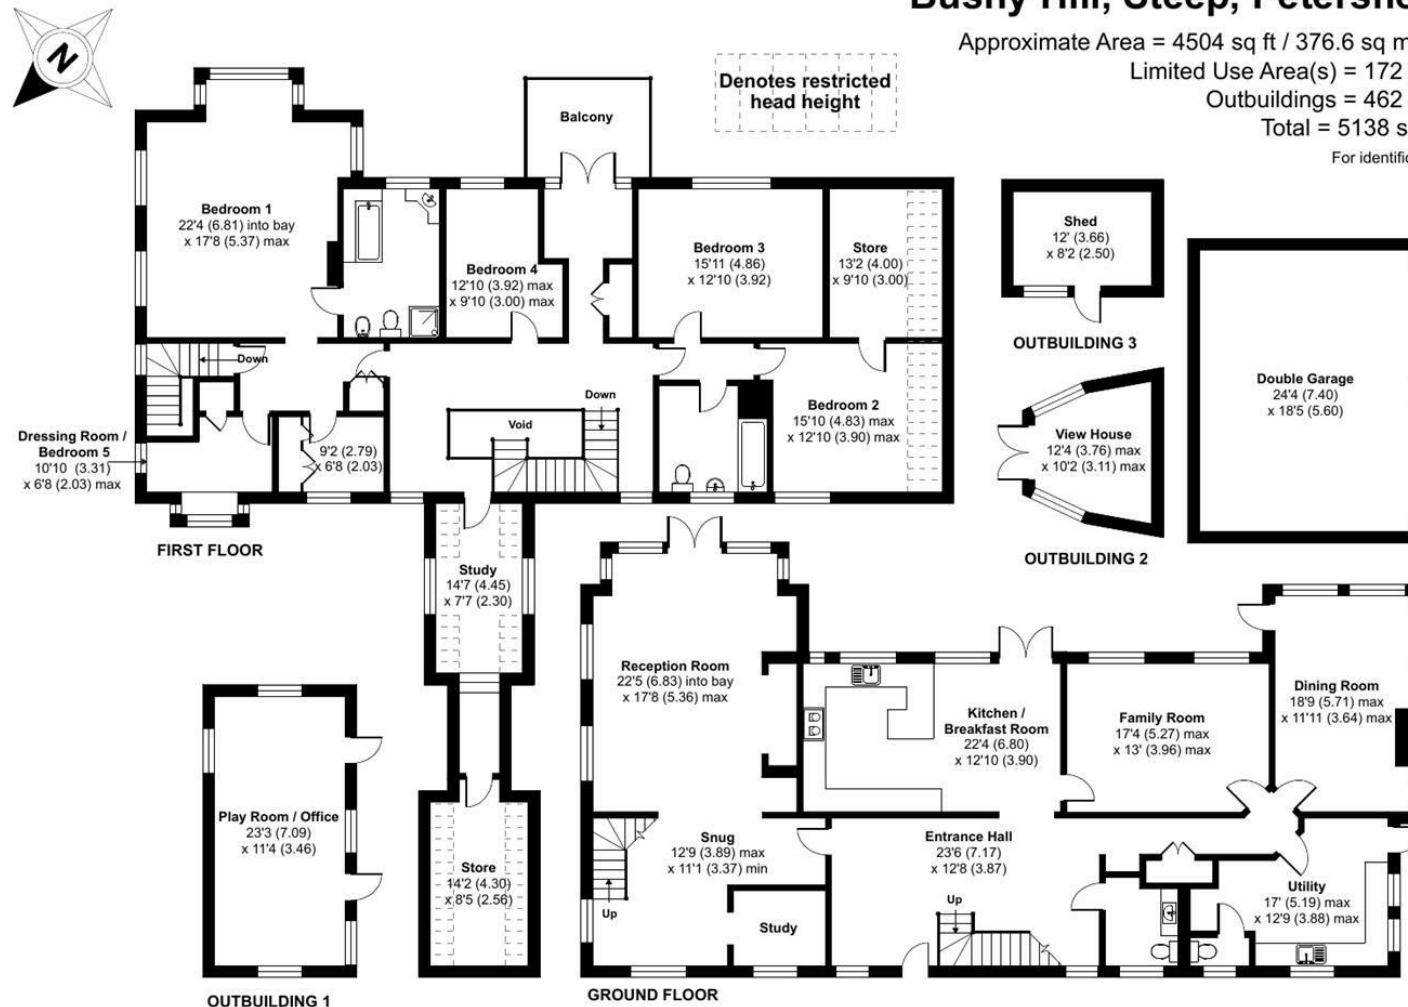 N
Approximate Area = 4504 sq ft / 376.6 sq m
Limited Use Area(s) = 172
Outbuildings = 462
Total = 5138 s
For identific
Denotes restricted
head height
Balcony
Bedroom 1
22'4 (6.81) into bay
x 17'8 (5.37) max
Bedroom 4
12'10 (3.92) max
x 9'10 (3.00) max
Bedroom 3
15'11 (4.86)
x 12'10 (3.92)
Store
13'2 (4.00)
x 9'10 (3.00)
Down
Void
Down
Bedroom 2
15'10 (4.83) max
x 12'10 (3.90) max
Dressing Room /
Bedroom 5
10'10 (3.31)
x 6'8 (2.03) max
9'2 (2.79)
x 6'8 (2.03)
FIRST FLOOR
Study
14'7 (4.45)
x 7'7 (2.30)
Store
14'2 (4.30)
x 8'5 (2.56)
Shed
12' (3.66)
x 8'2 (2.50)
OUTBUILDING 3
View House
12'4 (3.76) max
x 10'2 (3.11) max
OUTBUILDING 2
Double Garage
24'4 (7.40)
x 18'5 (5.60)
Play Room / Office
23'3 (7.09)
x 11'4 (3.46)
OUTBUILDING 1
Reception Room
22'5 (6.83) into bay
x 17'8 (5.36) max
Kitchen /
Breakfast Room
22'4 (6.80)
x 12'10 (3.90)
Family Room
17'4 (5.27) max
x 13' (3.96) max
Dining Room
18'9 (5.71) max
x 11'11 (3.64) max
Snug
12'9 (3.89) max
x 11'1 (3.37) min
Up
Study
Entrance Hall
23'6 (7.17)
x 12'8 (3.87)
Up
Utility
17' (5.19) max
x 12'9 (3.88) max
GROUND FLOOR